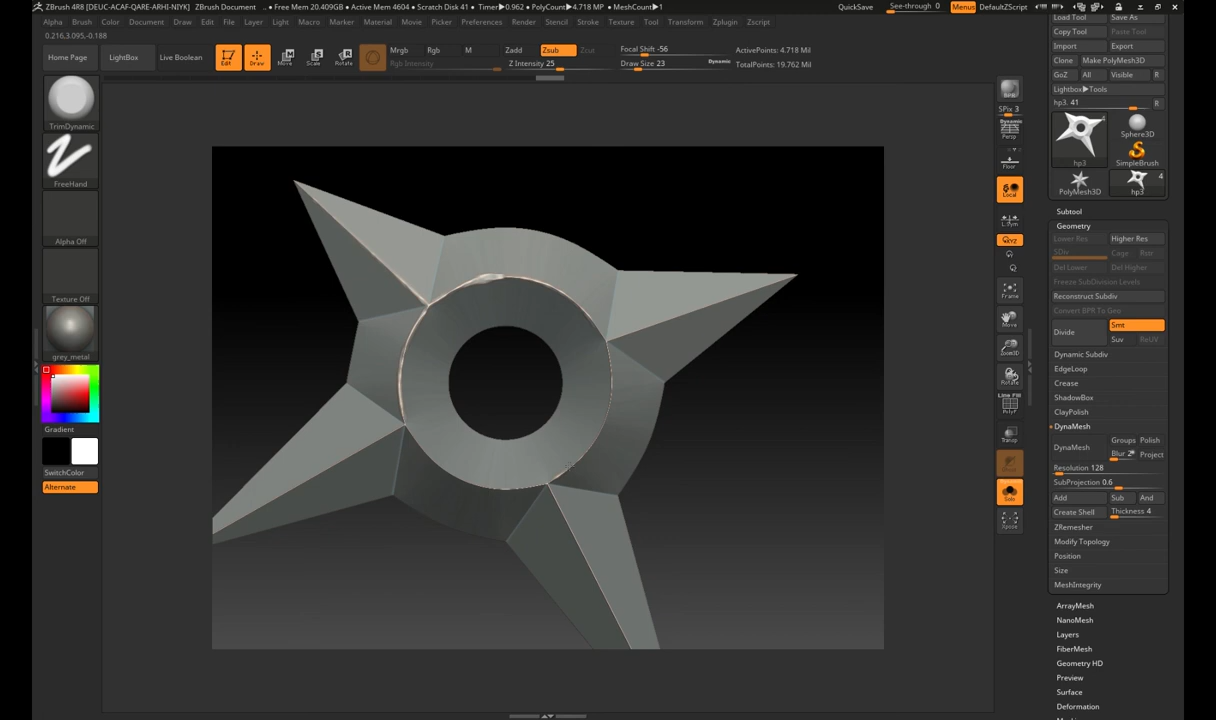 ZBrush 4R8 [DEUC-ACAF-QARE-ARHI-NIYK] ZBrush Document .. ● Free Mem 20.409GB ● Active Mem 4604 ● Scratch Disk 41 ● Timer▶0.962 ● PolyCount▶4.718 MP ● MeshCount▶1 QuickSave See-through 0 Menus DefaultZScript
Alpha Brush Color Document Draw Edit File Layer Light Macro Marker Material Movie Picker Preferences Render Stencil Stroke Texture Tool Transform Zplugin Zscript
0.216,3.095,-0.188
Home Page LightBox Live Boolean
Edit Draw Move Scale Rotate
Mrgb Rgb M
Rgb Intensity
Zadd Zsub Zcut
Z Intensity 25
Focal Shift -56
Draw Size 23 Dynamic
ActivePoints: 4.718 Mil
TotalPoints: 19.762 Mil
TrimDynamic
FreeHand
Alpha Off
Texture Off
grey_metal
Gradient
SwitchColor
Alternate
BPR
SPix 3
Dynamic
Persp
Floor
Local
L.Sym
Frame
Move
Zoom3D
Rotate
Line Fill
PolyF
Transp
Solo
Xpose
Load Tool Save As
Copy Tool Paste Tool
Import Export
Clone Make PolyMesh3D
GoZ All Visible R
Lightbox▶Tools
hp3. 41 R
4
hp3
Sphere3D
SimpleBrush
PolyMesh3D
4
hp3
Subtool
Geometry
Lower Res Higher Res
SDiv Cage Rstr
Del Lower Del Higher
Freeze SubDivision Levels
Reconstruct Subdiv
Convert BPR To Geo
Divide Smt
Suv ReUV
Dynamic Subdiv
EdgeLoop
Crease
ShadowBox
ClayPolish
DynaMesh
DynaMesh Groups Polish
Blur 2 Project
Resolution 128
SubProjection 0.6
Add Sub And
Create Shell Thickness 4
ZRemesher
Modify Topology
Position
Size
MeshIntegrity
ArrayMesh
NanoMesh
Layers
FiberMesh
Geometry HD
Preview
Surface
Deformation